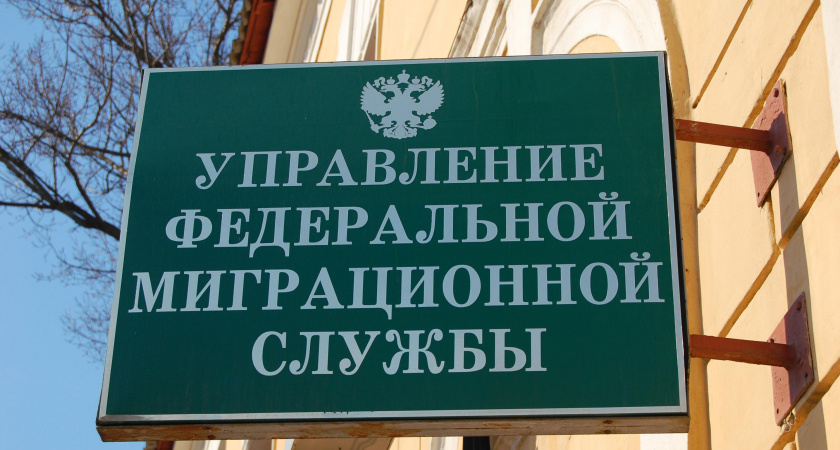 УПРАВЛЕНИЕ
ФЕДЕРАЛЬНОЙ
МИГРАЦИОННОЙ
СЛУЖБЫ